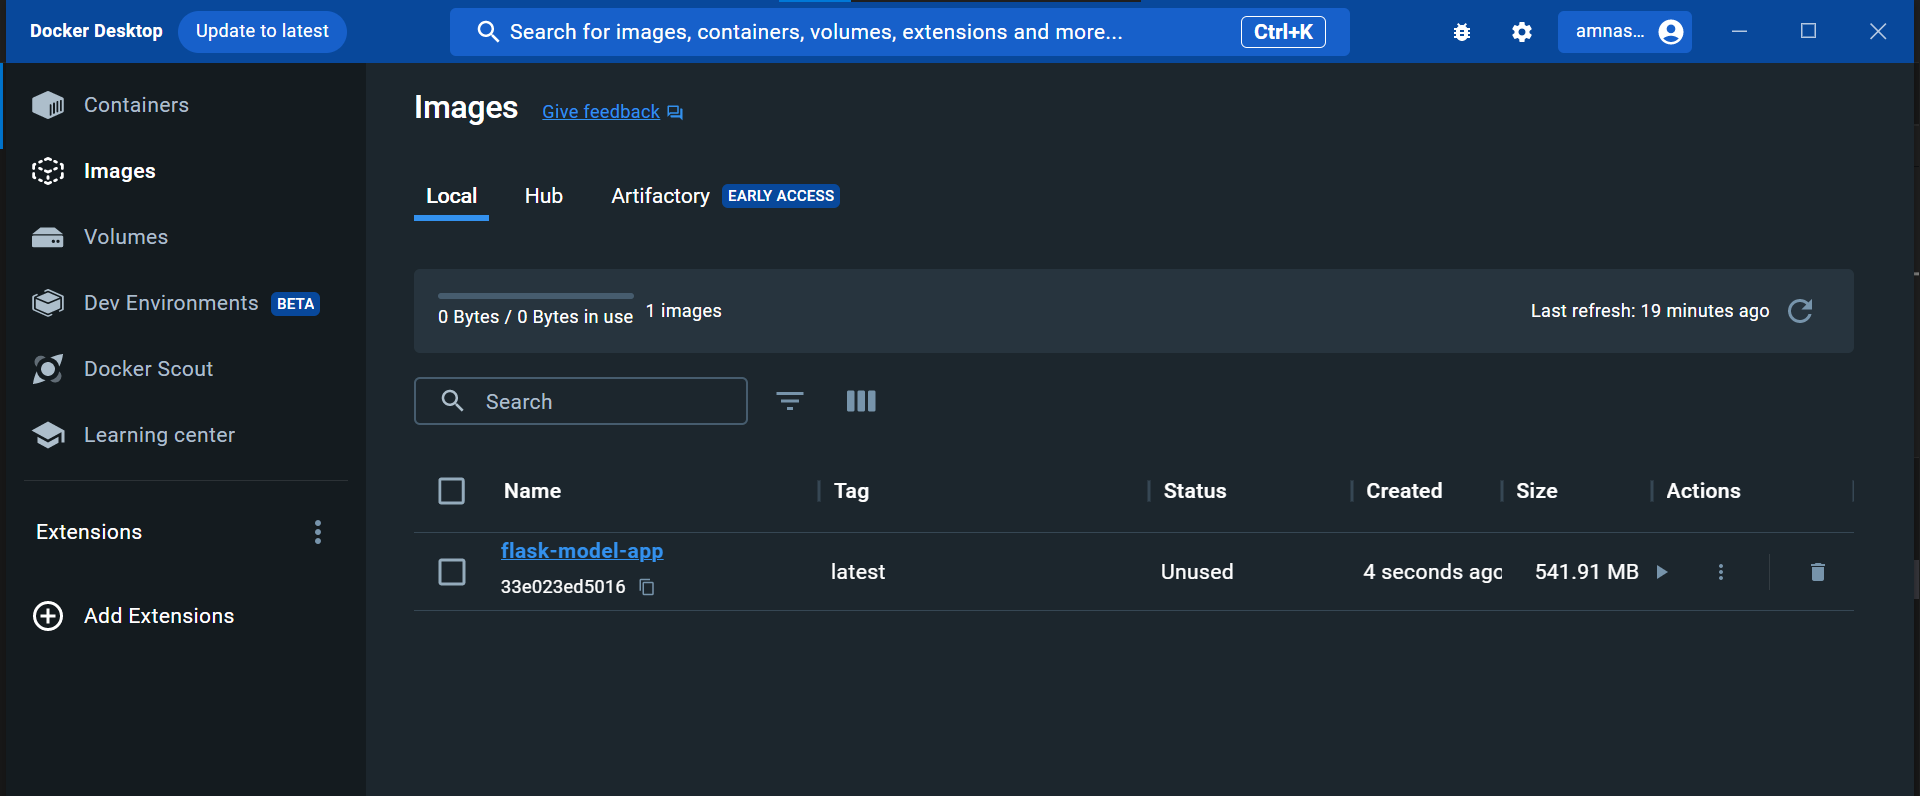 Docker Desktop
Update to latest
Search for images, containers, volumes, extensions and more...
Ctrl+K
amnas...
Containers
Images
Volumes
Dev Environments BETA
Docker Scout
Learning center
Extensions
Add Extensions
Images
Give feedback
Local
Hub
Artifactory EARLY ACCESS
0 Bytes / 0 Bytes in use
1 images
Last refresh: 19 minutes ago
Search
Name
Tag
Status
Created
Size
Actions
flask-model-app
33e023ed5016
latest
Unused
4 seconds ago
541.91 MB